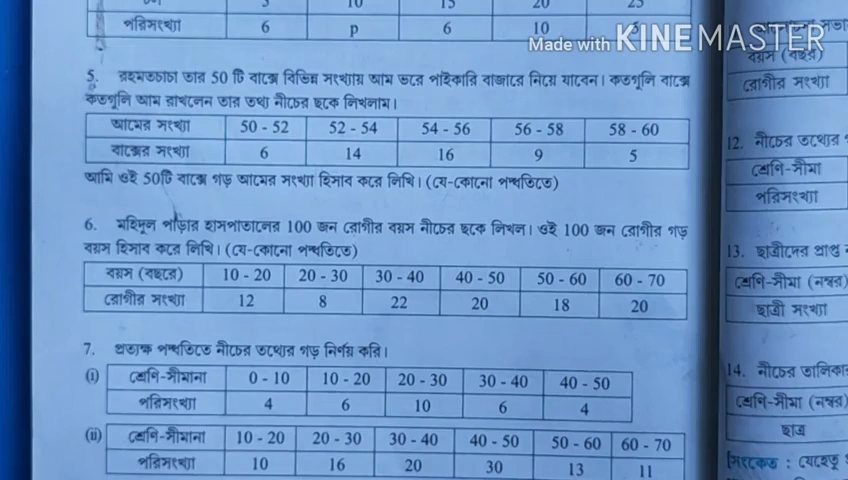 10 15 20 25
পরিসংখ্যা 6 p 6 10
Made with KINEMASTER
5. রহমতচাচা তার 50 টি বাক্সে বিভিন্ন সংখ্যায় আম ভরে পাইকারি বাজারে নিয়ে যাবেন। কতগুলি বাক্সে
কতগুলি আম রাখলেন তার তথ্য নীচের ছকে লিখলাম।
আমের সংখ্যা 50 - 52 52 - 54 54 - 56 56 - 58 58 - 60
বাক্সের সংখ্যা 6 14 16 9 5
আমি ওই 50টি বাক্সে গড় আমের সংখ্যা হিসাব করে লিখি। (যে-কোনো পদ্ধতিতে)
6. মহিদুল পাড়ার হাসপাতালের 100 জন রোগীর বয়স নীচের ছকে লিখল। ওই 100 জন রোগীর গড়
বয়স হিসাব করে লিখি। (যে-কোনো পদ্ধতিতে)
বয়স (বছরে) 10 - 20 20 - 30 30 - 40 40 - 50 50 - 60 60 - 70
রোগীর সংখ্যা 12 8 22 20 18 20
7. প্রত্যক্ষ পদ্ধতিতে নীচের তথ্যের গড় নির্ণয় করি।
(i) শ্রেণি-সীমানা 0 - 10 10 - 20 20 - 30 30 - 40 40 - 50
পরিসংখ্যা 4 6 10 6 4
(ii) শ্রেণি-সীমানা 10 - 20 20 - 30 30 - 40 40 - 50 50 - 60 60 - 70
পরিসংখ্যা 10 16 20 30 13 11
বয়স (বছর)
রোগীর সংখ্যা
12. নীচের তথ্যের
শ্রেণি-সীমা
পরিসংখ্যা
13. ছাত্রীদের প্রাপ্ত
শ্রেণি-সীমা (নম্বর)
ছাত্রী সংখ্যা
14. নীচের তালিকা
শ্রেণি-সীমা (নম্বর)
ছাত্র
[সংকেত : যেহেতু